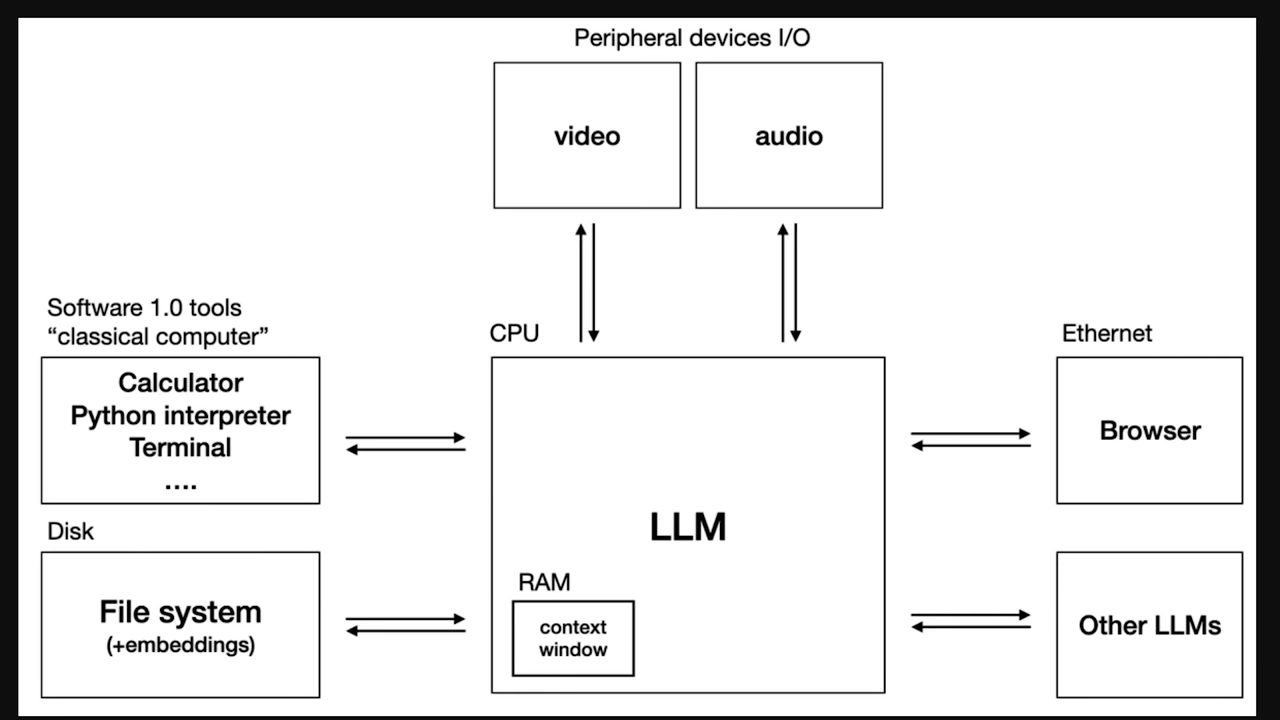 Peripheral devices I/O
video
audio
Software 1.0 tools
“classical computer”
Calculator
Python interpreter
Terminal
....
Disk
File system
(+embeddings)
CPU
LLM
RAM
context
window
Ethernet
Browser
Other LLMs